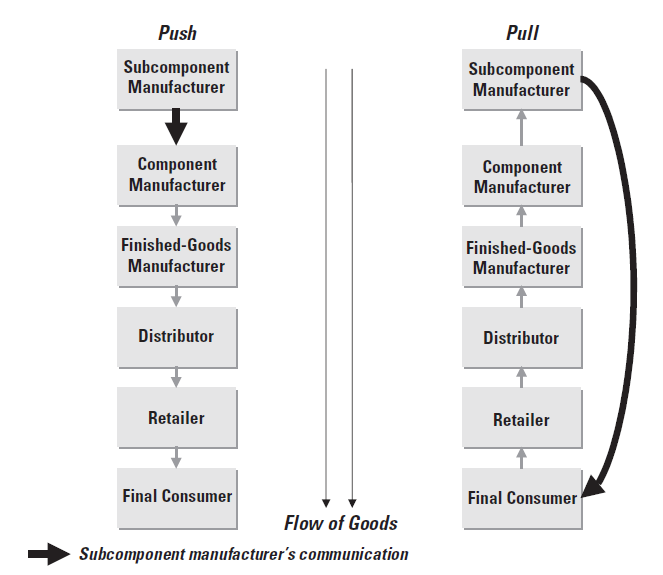 Push
Subcomponent
Manufacturer
Component
Manufacturer
Finished-Goods
Manufacturer
Distributor
Retailer
Final Consumer
Pull
Subcomponent
Manufacturer
Component
Manufacturer
Finished-Goods
Manufacturer
Distributor
Retailer
Final Consumer
Flow of Goods
Subcomponent manufacturer's communication